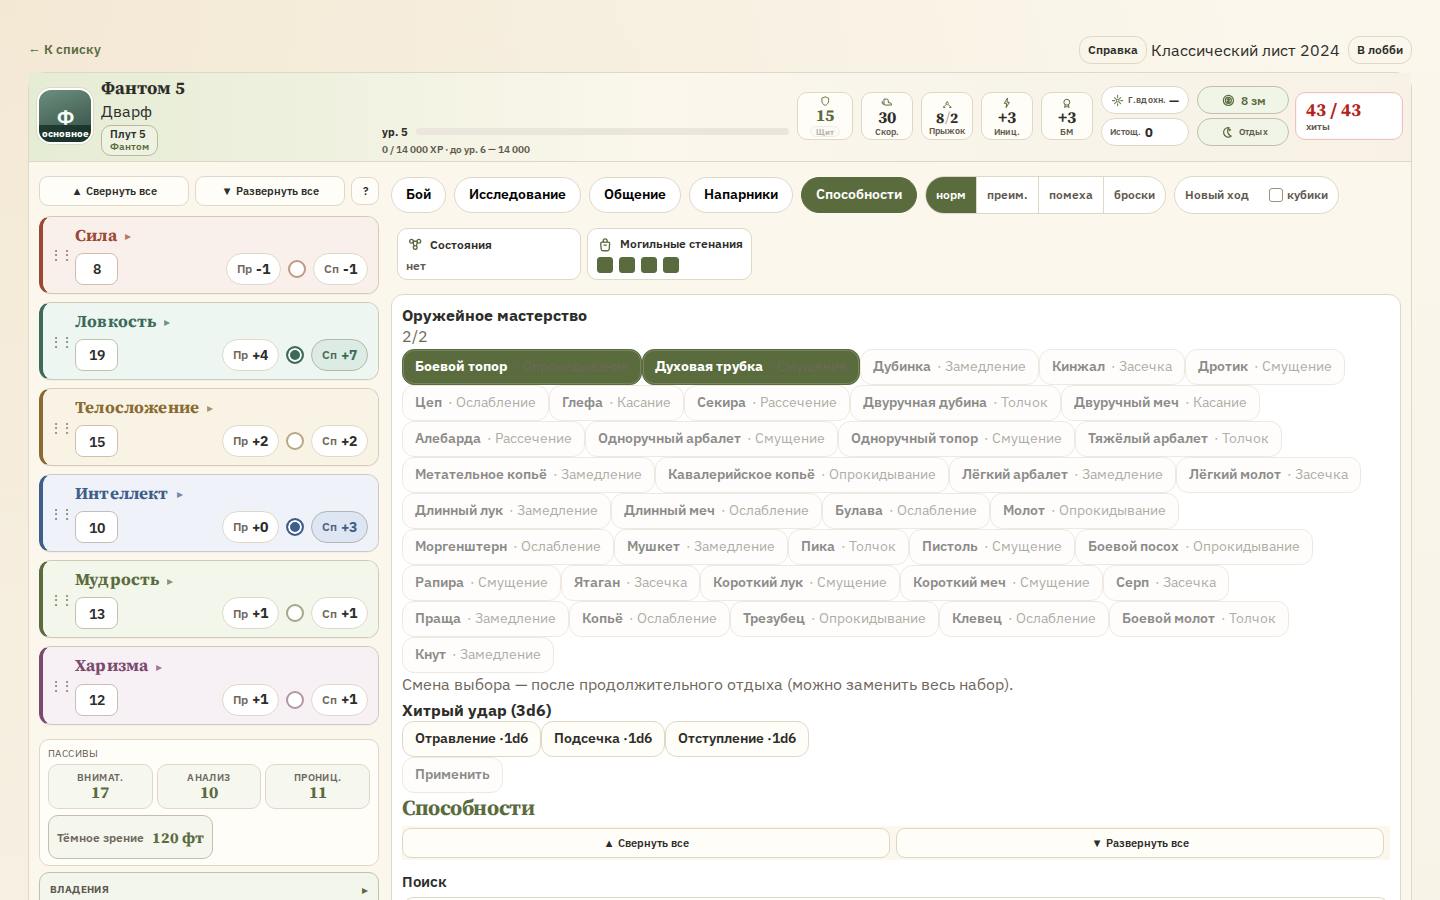 ← К списку
Справка Классический лист 2024 В лобби
Ф
основное
Фантом 5
Дварф
Плут 5
Фантом
ур. 5
0 / 14 000 XP · до ур. 6 — 14 000
15
Щит
30
Скор.
8/2
Прыжок
+3
Иниц.
+3
БМ
Г.вдохн. —
Истощ. 0
8 зм
Отдых
43 / 43
хиты
▲ Свернуть все ▼ Развернуть все ?
Сила ▸
8 Пр -1 Сп -1
Ловкость ▸
19 Пр +4 Сп +7
Телосложение ▸
15 Пр +2 Сп +2
Интеллект ▸
10 Пр +0 Сп +3
Мудрость ▸
13 Пр +1 Сп +1
Харизма ▸
12 Пр +1 Сп +1
ПАССИВЫ
ВНИМАТ. АНАЛИЗ ПРОНИЦ.
17 10 11
Тёмное зрение 120 фт
ВЛАДЕНИЯ ▸
Бой Исследование Общение Напарники Способности норм преим. помеха броски Новый ход кубики
Состояния
нет
Могильные стенания
Оружейное мастерство
2/2
Боевой топор · Опрокидывание Духовая трубка · Смущение Дубинка · Замедление Кинжал · Засечка Дротик · Смущение
Цеп · Ослабление Глефа · Касание Секира · Рассечение Двуручная дубина · Толчок Двуручный меч · Касание
Алебарда · Рассечение Одноручный арбалет · Смущение Одноручный топор · Смущение Тяжёлый арбалет · Толчок
Метательное копьё · Замедление Кавалерийское копьё · Опрокидывание Лёгкий арбалет · Замедление Лёгкий молот · Засечка
Длинный лук · Замедление Длинный меч · Ослабление Булава · Ослабление Молот · Опрокидывание
Моргенштерн · Ослабление Мушкет · Замедление Пика · Толчок Пистоль · Смущение Боевой посох · Опрокидывание
Рапира · Смущение Ятаган · Засечка Короткий лук · Смущение Короткий меч · Смущение Серп · Засечка
Праща · Замедление Копьё · Ослабление Трезубец · Опрокидывание Клевец · Ослабление Боевой молот · Толчок
Кнут · Замедление
Смена выбора — после продолжительного отдыха (можно заменить весь набор).
Хитрый удар (3d6)
Отравление ·1d6 Подсечка ·1d6 Отступление ·1d6
Применить
Способности
▲ Свернуть все ▼ Развернуть все
Поиск